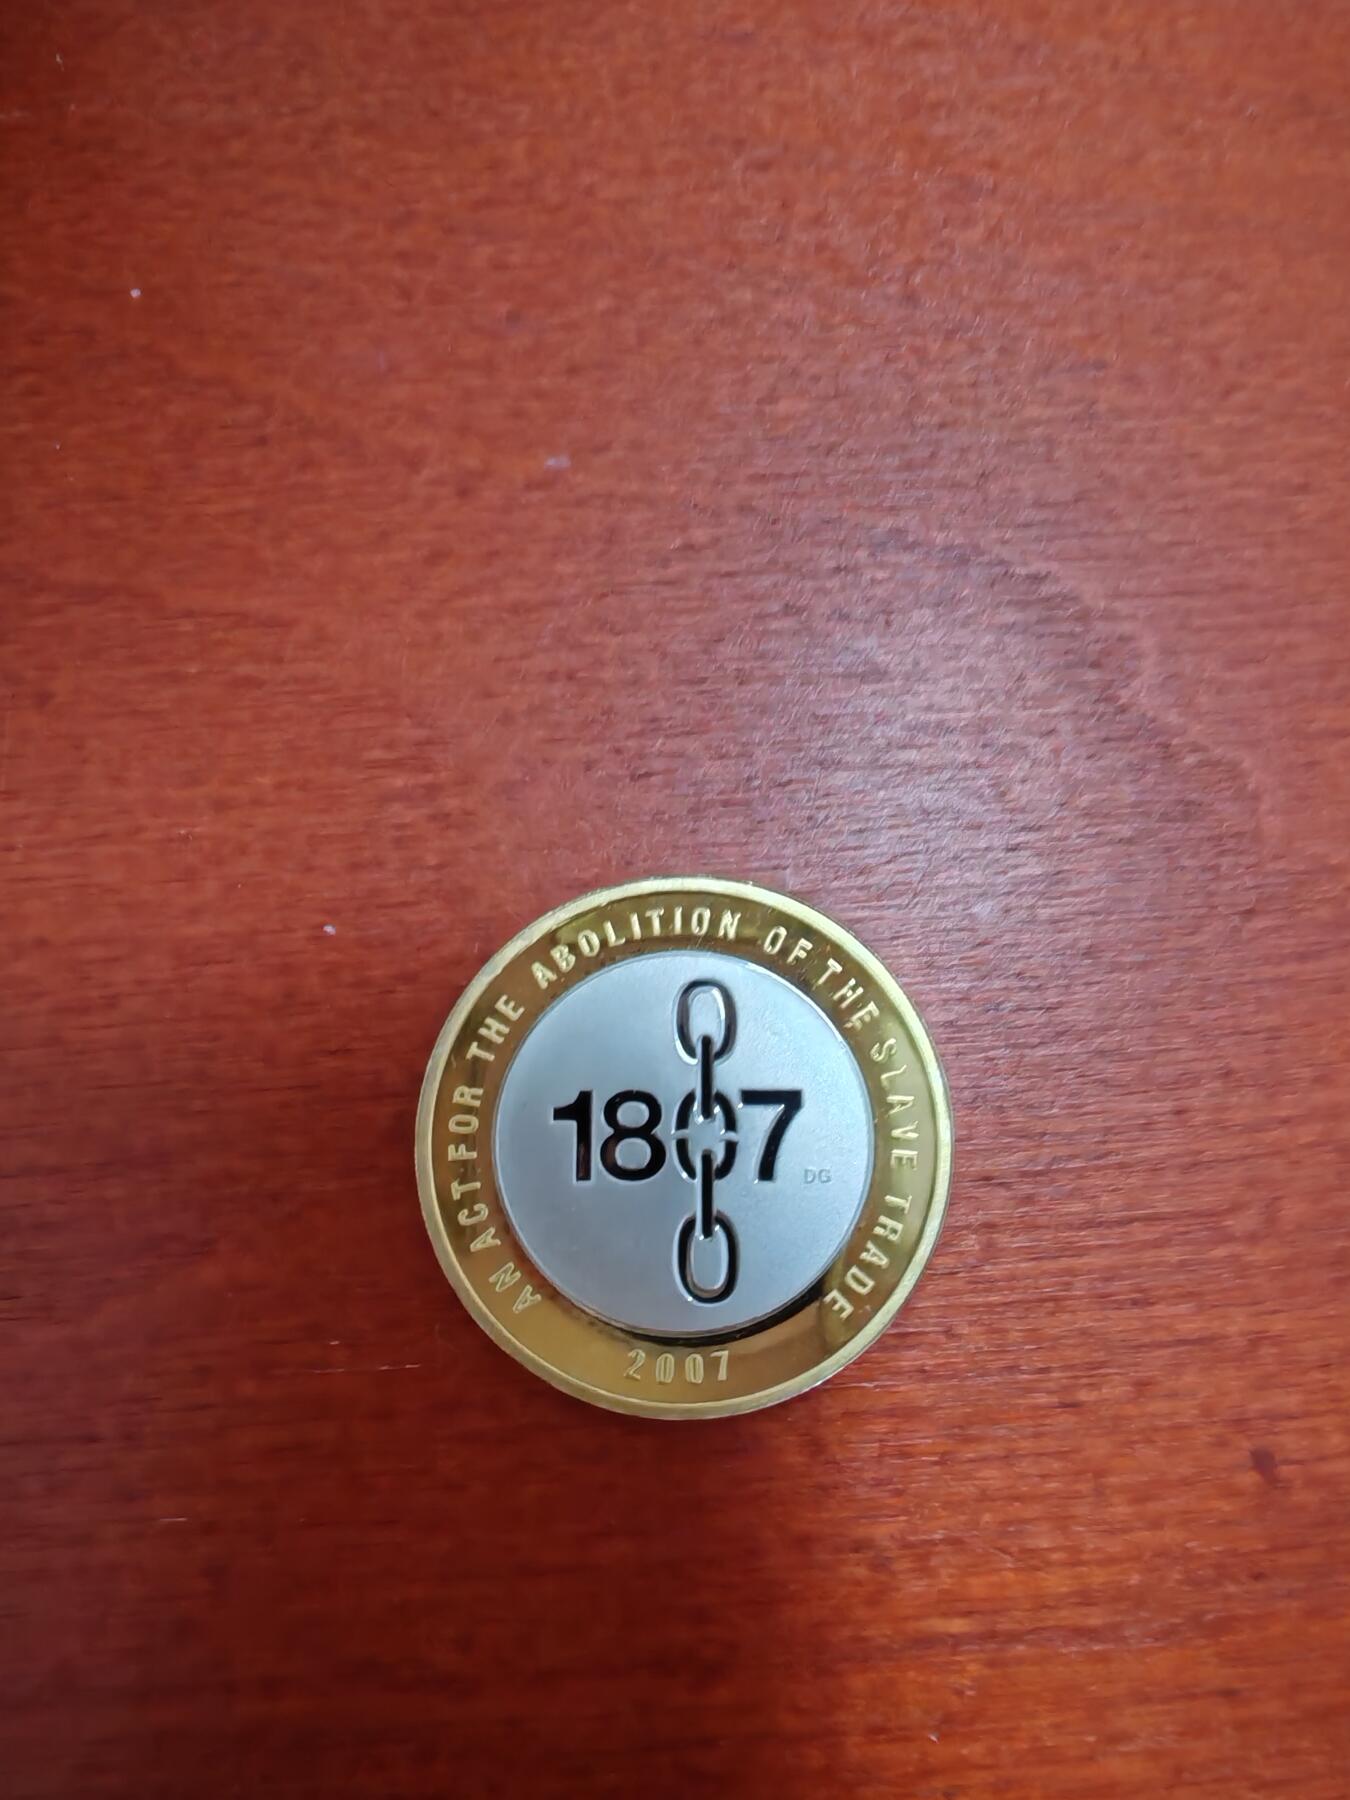 AN ACT FOR THE ABOLITION OF THE SLAVE TRADE
1807
DG
2007